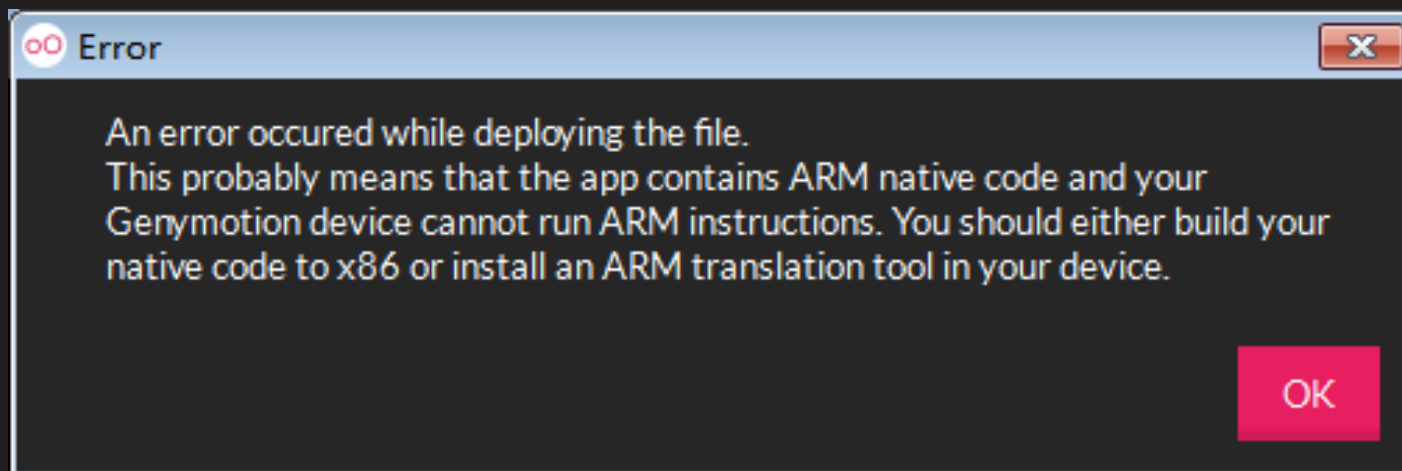 oO Error
An error occured while deploying the file.
This probably means that the app contains ARM native code and your
Genymotion device cannot run ARM instructions. You should either build your
native code to x86 or install an ARM translation tool in your device.
OK